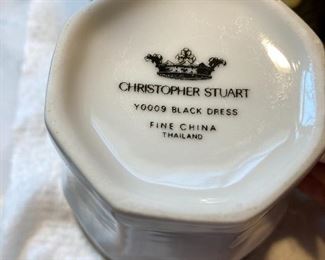 CHRISTOPHER STUART
Y0009 BLACK DRESS
FINE CHINA
THAILAND